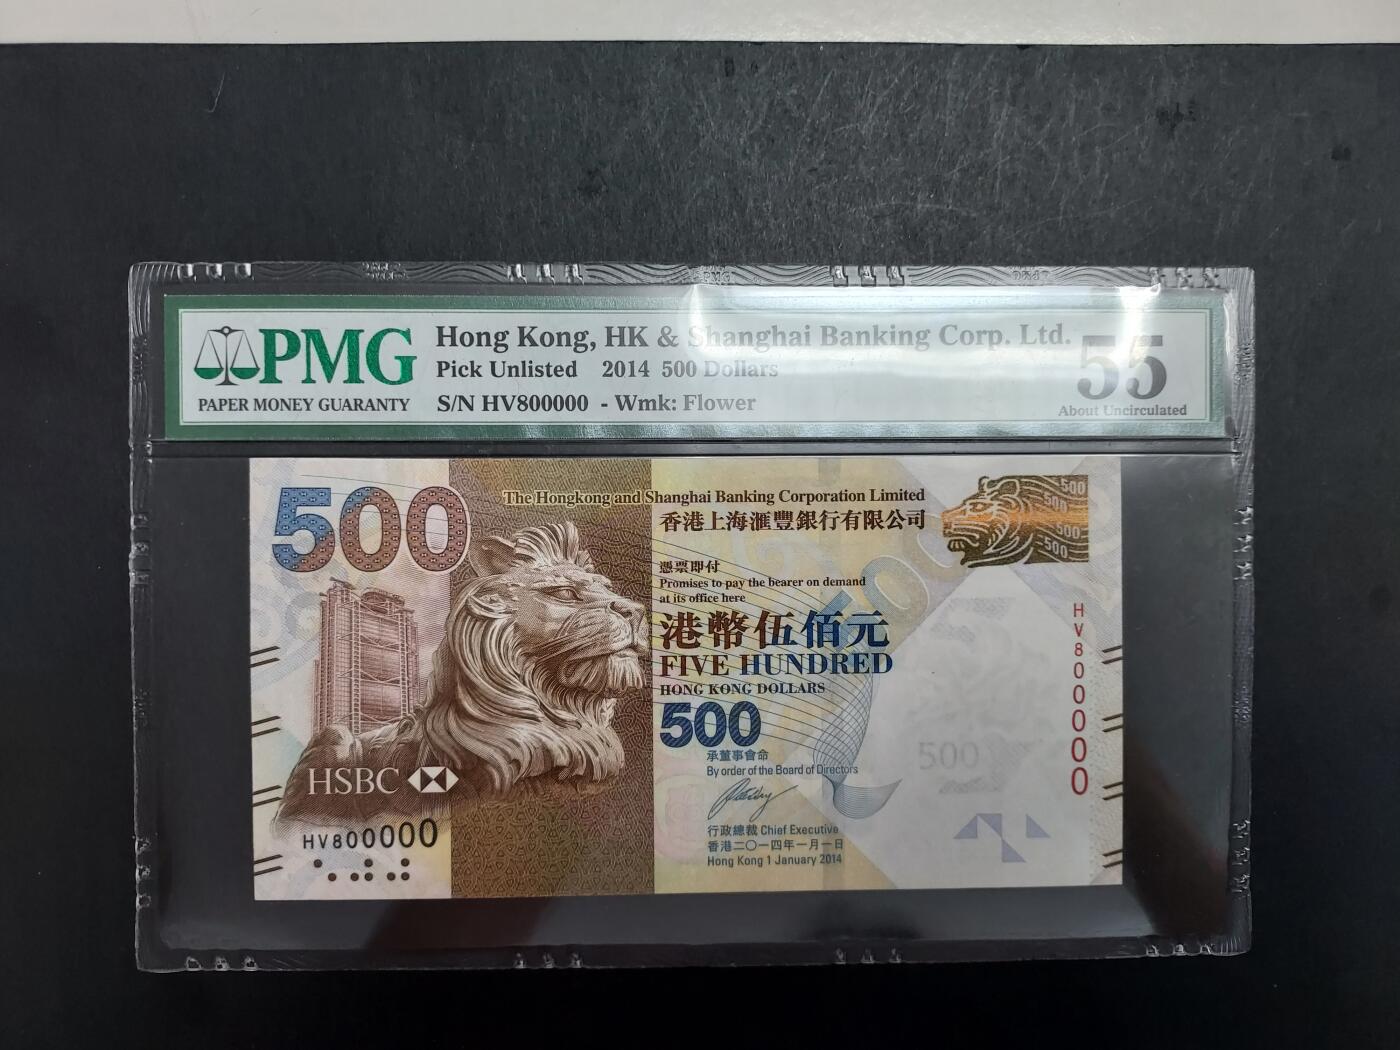 PMG
PAPER MONEY GUARANTY
Hong Kong, HK & Shanghai Banking Corp. Ltd.
Pick Unlisted 2014 500 Dollars
S/N HV800000 - Wmk: Flower
55
About Uncirculated
500
The Hongkong and Shanghai Banking Corporation Limited
香港上海滙豐銀行有限公司
500
500
500
500
憑票即付
Promises to pay the bearer on demand
at its office here
港幣伍佰元
FIVE HUNDRED
HONG KONG DOLLARS
500
承董事會命
By order of the Board of Directors
行政總裁 Chief Executive
香港二〇一四年一月一日
Hong Kong 1 January 2014
HSBC
HV800000
500
500
HV800000